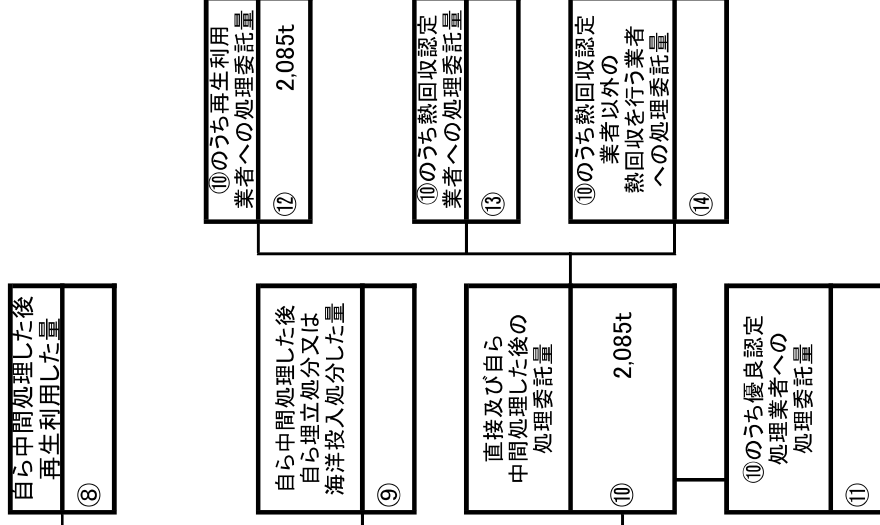 自ら中間処理した後
再生利用した量
⑧
自ら中間処理した後
自ら埋立処分又は
海洋投入処分した量
⑨
直接及び自ら
中間処理した後の
処理委託量
⑩
2,085t
⑩のうち優良認定
処理業者への
処理委託量
⑪
⑩のうち再生利用
業者への処理委託量
⑫
2,085t
⑩のうち熱回収認定
業者への処理委託量
⑬
⑩のうち熱回収認定
業者以外の
熱回収を行う業者
への処理委託量
⑭